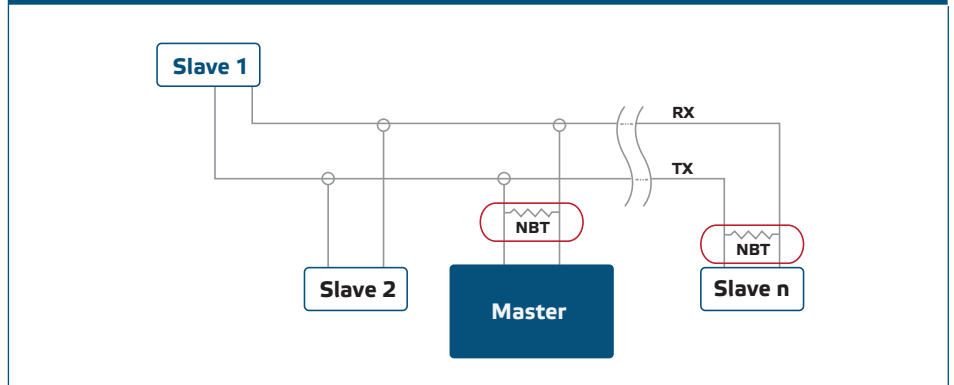 Slave 1
RX
TX
NBT
NBT
Slave 2
Master
Slave n